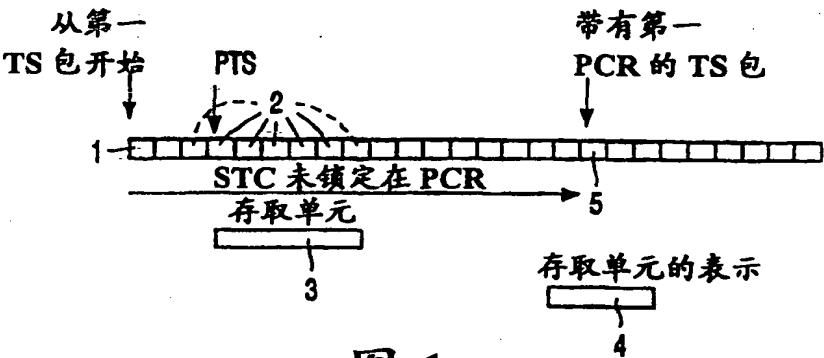 从第一
TS 包开始
PTS
带有第一
PCR 的 TS 包
2
1
STC 未锁定在 PCR
5
存取单元
3
存取单元的表示
4